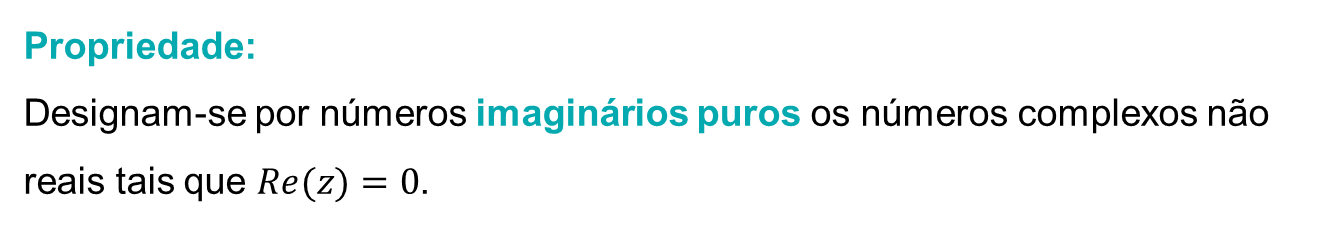 Propriedade:
Designam-se por números imaginários puros os números complexos não
reais tais que 𝑅𝑒(𝑧) = 0.